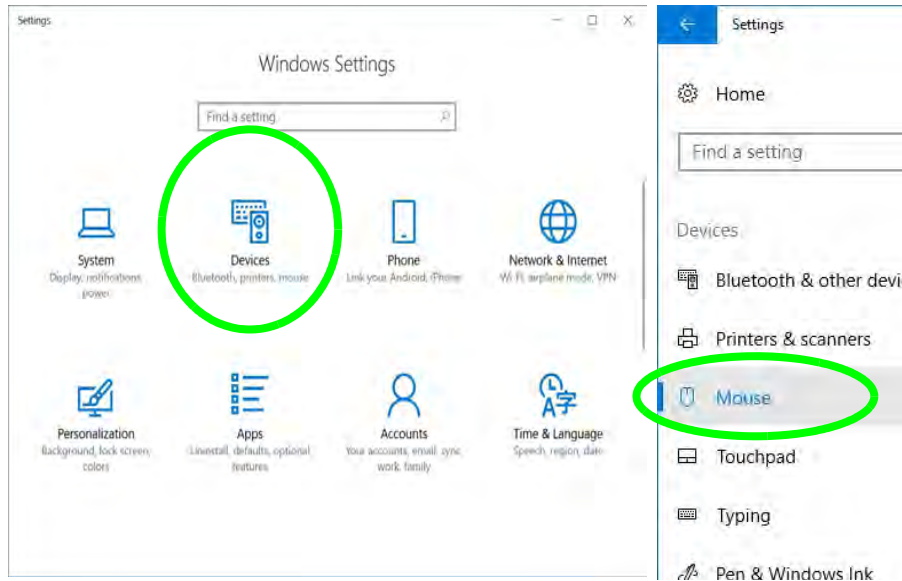 Settings
Windows Settings
Find a setting
System
Display, notifications,
power
Devices
Bluetooth, printers, mouse
Phone
Link your Android, iPhone
Network & Internet
Wi-Fi, airplane mode, VPN
Personalization
Background, lock screen,
colors
Apps
Uninstall, defaults, optional
features
Accounts
Your accounts, email, sync,
work, family
Time & Language
Speech, region, date
A字
Settings
Home
Find a setting
Devices
Bluetooth & other devi
Printers & scanners
Mouse
Touchpad
Typing
Pen & Windows Ink